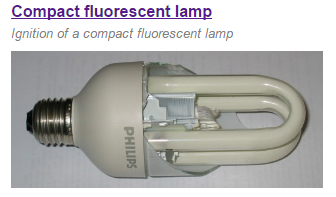 Compact fluorescent lamp
Ignition of a compact fluorescent lamp
PHILIPS